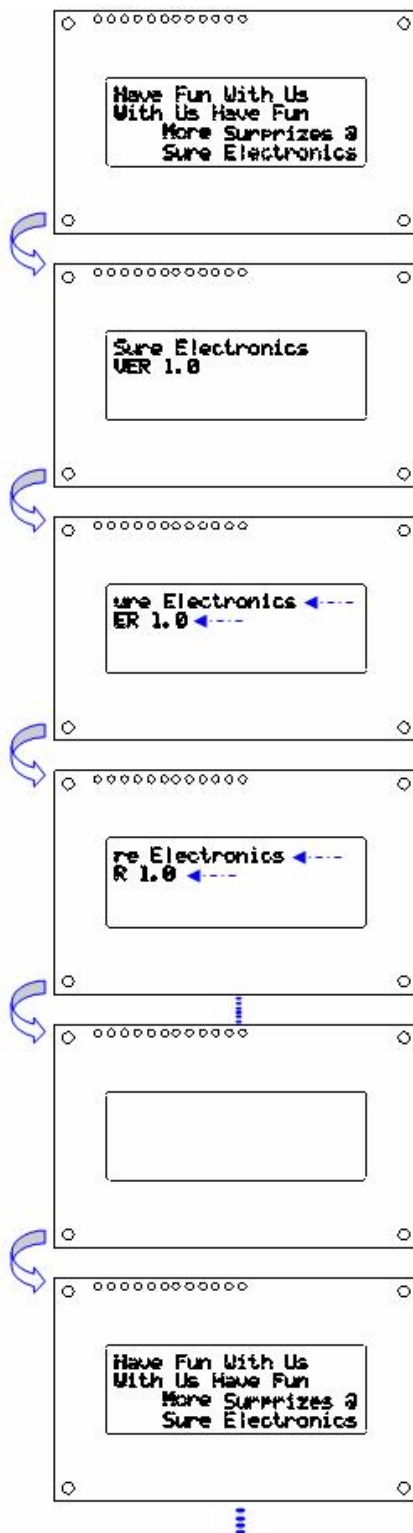 Have Fun With Us
With Us Have Fun
More Surprizes @
Sure Electronics
Sure Electronics
VER 1.0
ure Electronics
ER 1.0
re Electronics
R 1.0
Have Fun With Us
With Us Have Fun
More Surprizes @
Sure Electronics